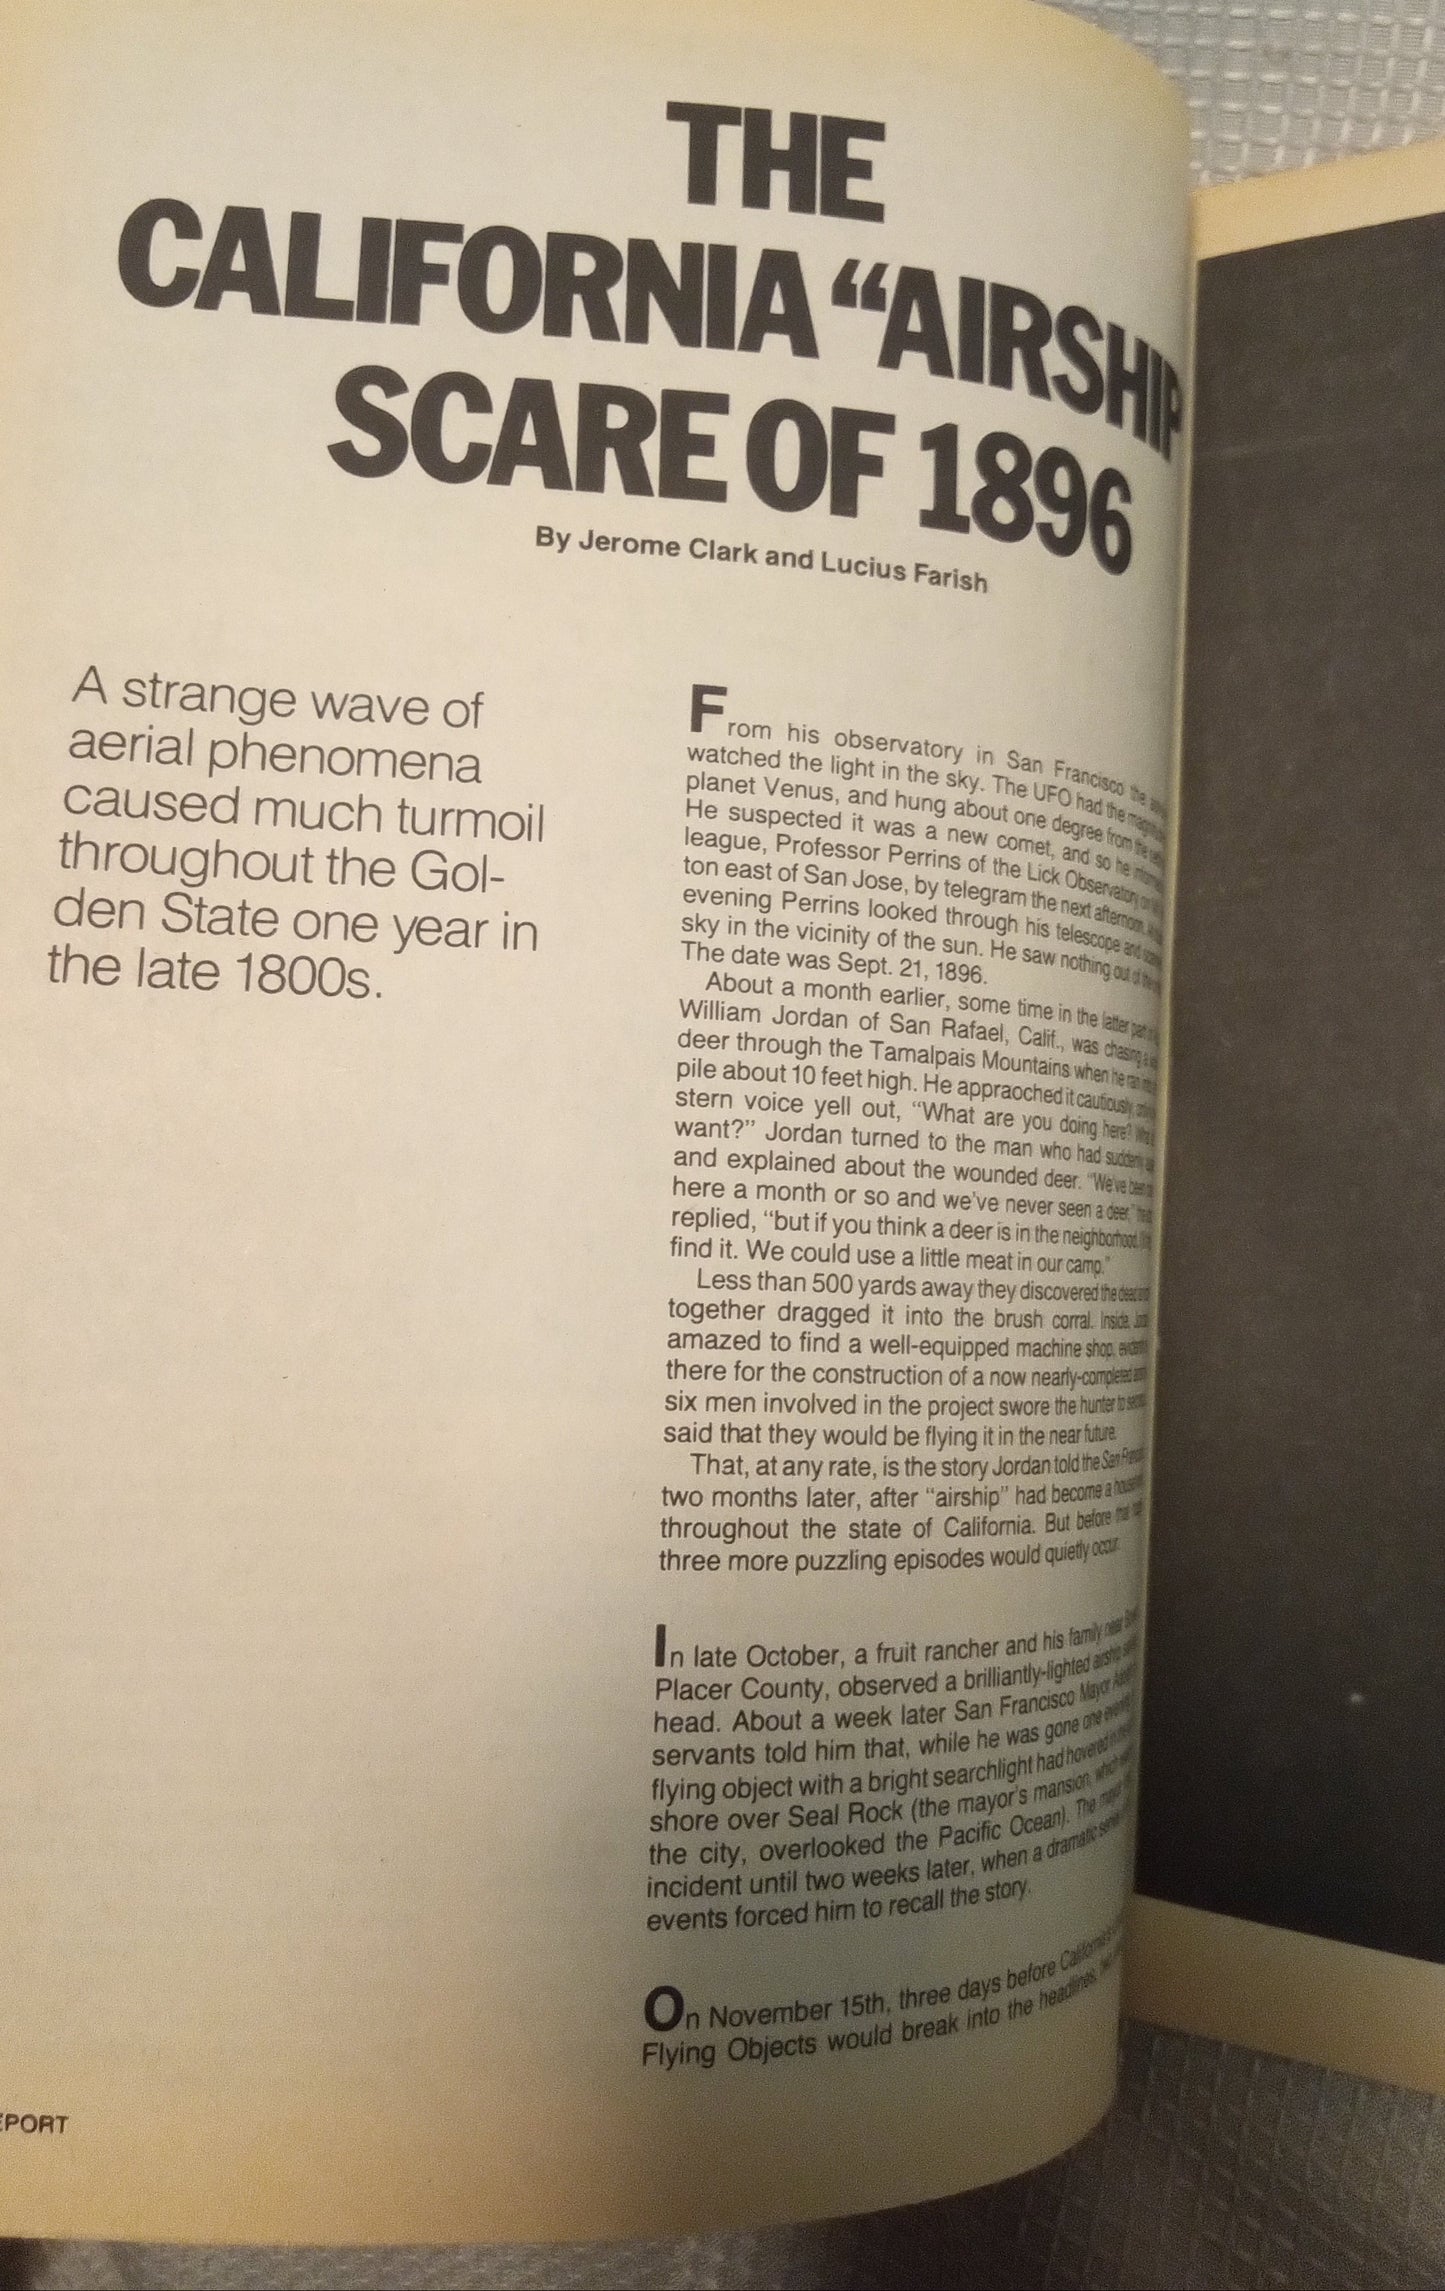 THE
CALIFORNIA “AIRSHIP
SCARE OF 1896
By Jerome Clark and Lucius Farish
A strange wave of
aerial phenomena
caused much turmoil
throughout the Gol-
den State one year in
the late 1800s.
From his observatory in San Francisco the
watched the light in the sky. The UFO had the
planet Venus, and hung about one degree from the
He suspected it was a new comet, and so he
league, Professor Perrins of the Lick Observatory on
ton east of San Jose, by telegram the next afternoon.
evening Perrins looked through his telescope and
sky in the vicinity of the sun. He saw nothing out of the
The date was Sept. 21, 1896.
About a month earlier, some time in the latter part
William Jordan of San Rafael, Calif., was chasing a
deer through the Tamalpais Mountains when he ran
pile about 10 feet high. He appraoched it cautiously,
stern voice yell out, “What are you doing here?
want?” Jordan turned to the man who had suddenly
and explained about the wounded deer. “We've been
here a month or so and we've never seen a deer,”
replied, “but if you think a deer is in the neighborhood,
find it. We could use a little meat in our camp.”
Less than 500 yards away they discovered the dead
together dragged it into the brush corral. Inside,
amazed to find a well-equipped machine shop,
there for the construction of a now nearly-completed
six men involved in the project swore the hunter to
said that they would be flying it in the near future.
That, at any rate, is the story Jordan told the San
two months later, after “airship” had become a
throughout the state of California. But before that
three more puzzling episodes would quietly occur.
In late October, a fruit rancher and his family near
Placer County, observed a brilliantly-lighted airship
head. About a week later San Francisco Mayor
servants told him that, while he was gone one
flying object with a bright searchlight had hovered in
shore over Seal Rock (the mayor's mansion, which
the city, overlooked the Pacific Ocean). The mayor
incident until two weeks later, when a dramatic
events forced him to recall the story.
On November 15th, three days before California's
Flying Objects would break into the headlines,
EPORT